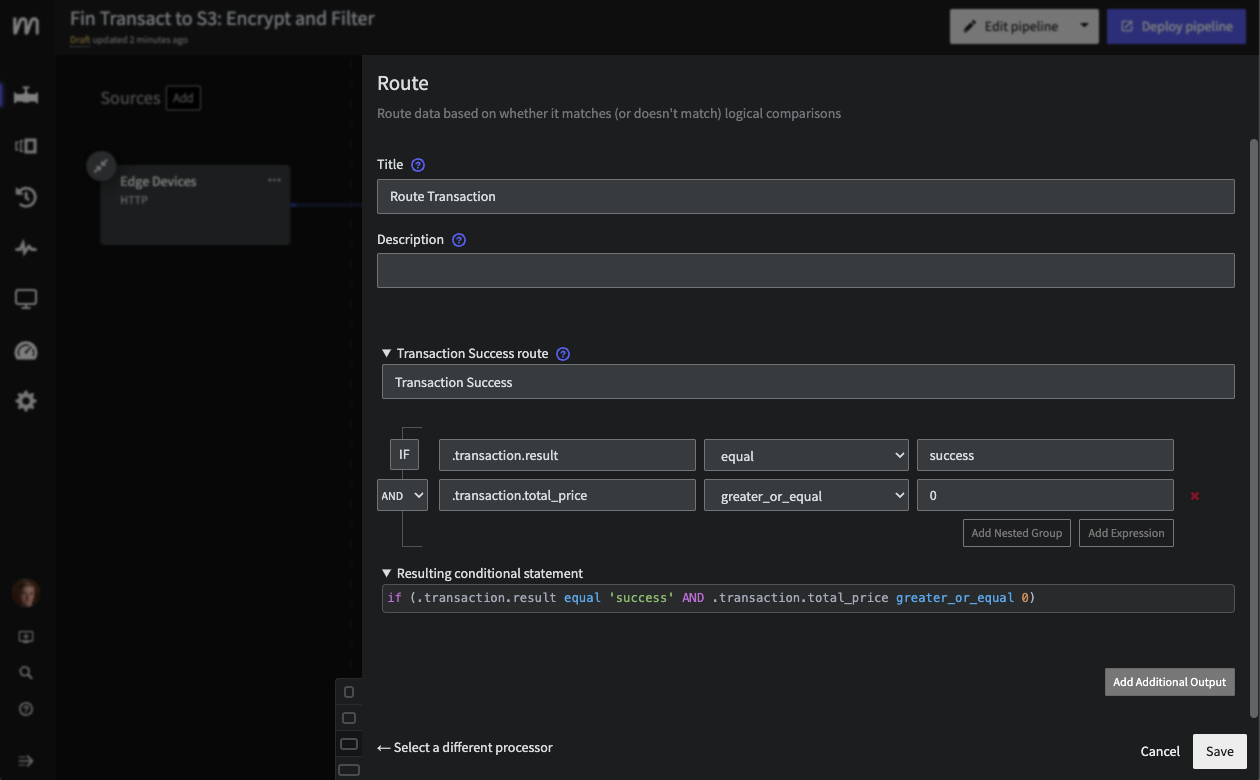 m
Fin Transact to S3: Encrypt and Filter
Draft updated 2 minutes ago
Edit pipeline
Deploy pipeline
Sources Add
Edge Devices
HTTP
Route
Route data based on whether it matches (or doesn't match) logical comparisons
Title ?
Route Transaction
Description ?
▼ Transaction Success route ?
Transaction Success
IF .transaction.result equal success
AND .transaction.total_price greater_or_equal 0 ×
Add Nested Group Add Expression
▼ Resulting conditional statement
if (.transaction.result equal 'success' AND .transaction.total_price greater_or_equal 0)
Add Additional Output
← Select a different processor
Cancel Save